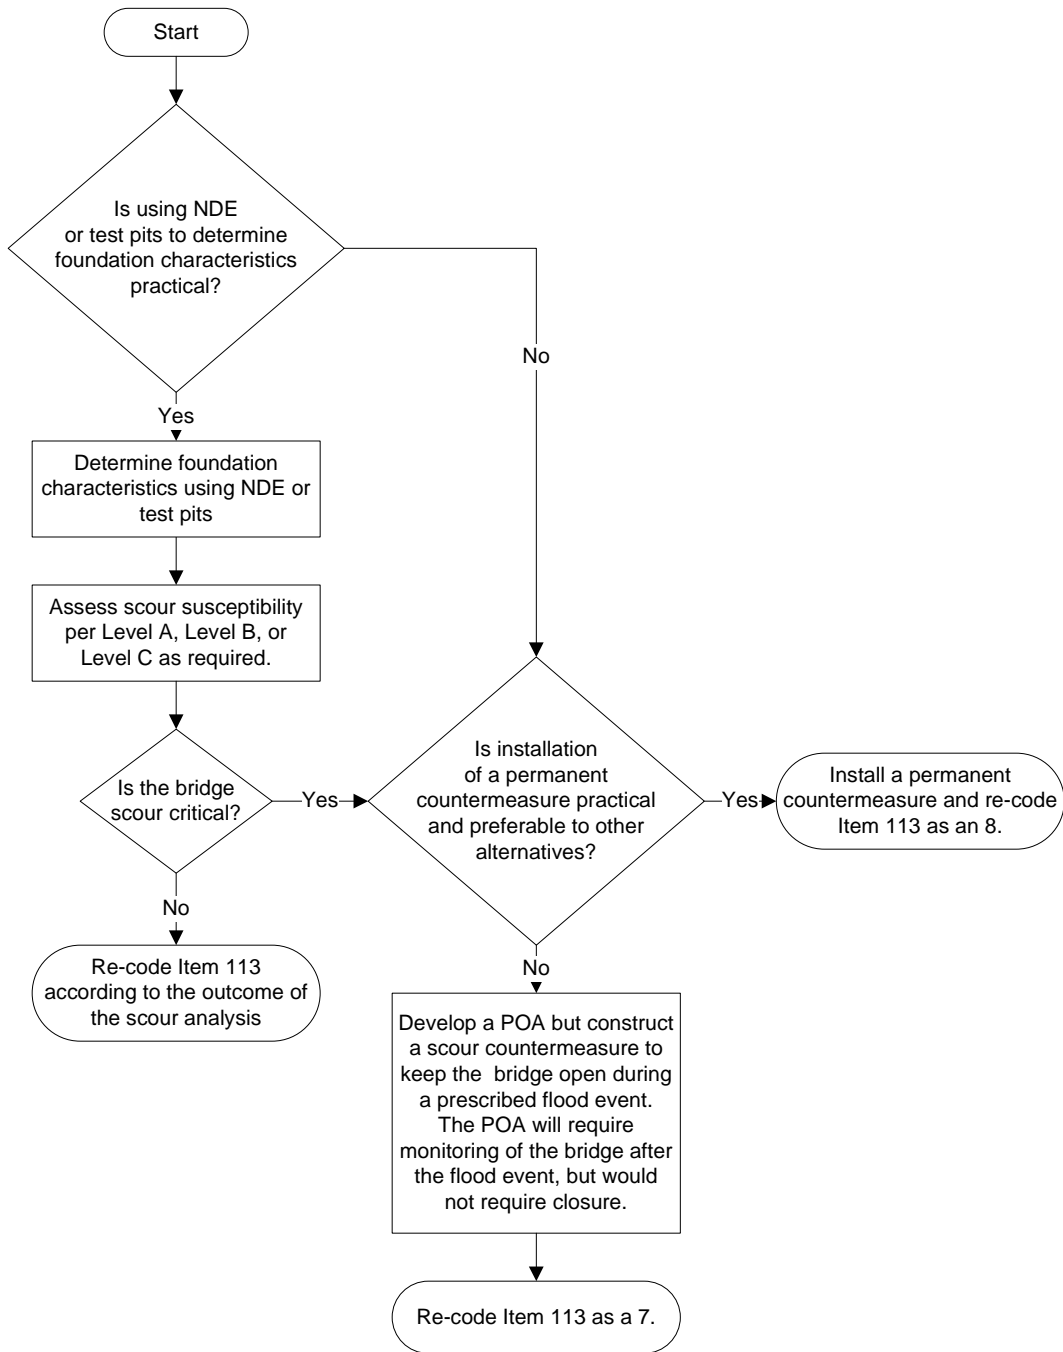 Start
Is using NDE
or test pits to determine
foundation characteristics
practical?
No
Yes
Determine foundation
characteristics using NDE or
test pits
Assess scour susceptibility
per Level A, Level B, or
Level C as required.
Is the bridge
scour critical?
Yes
Is installation
of a permanent
countermeasure practical
and preferable to other
alternatives?
Yes
Install a permanent
countermeasure and re-code
Item 113 as an 8.
No
Re-code Item 113
according to the outcome of
the scour analysis
No
Develop a POA but construct
a scour countermeasure to
keep the bridge open during
a prescribed flood event.
The POA will require
monitoring of the bridge after
the flood event, but would
not require closure.
Re-code Item 113 as a 7.